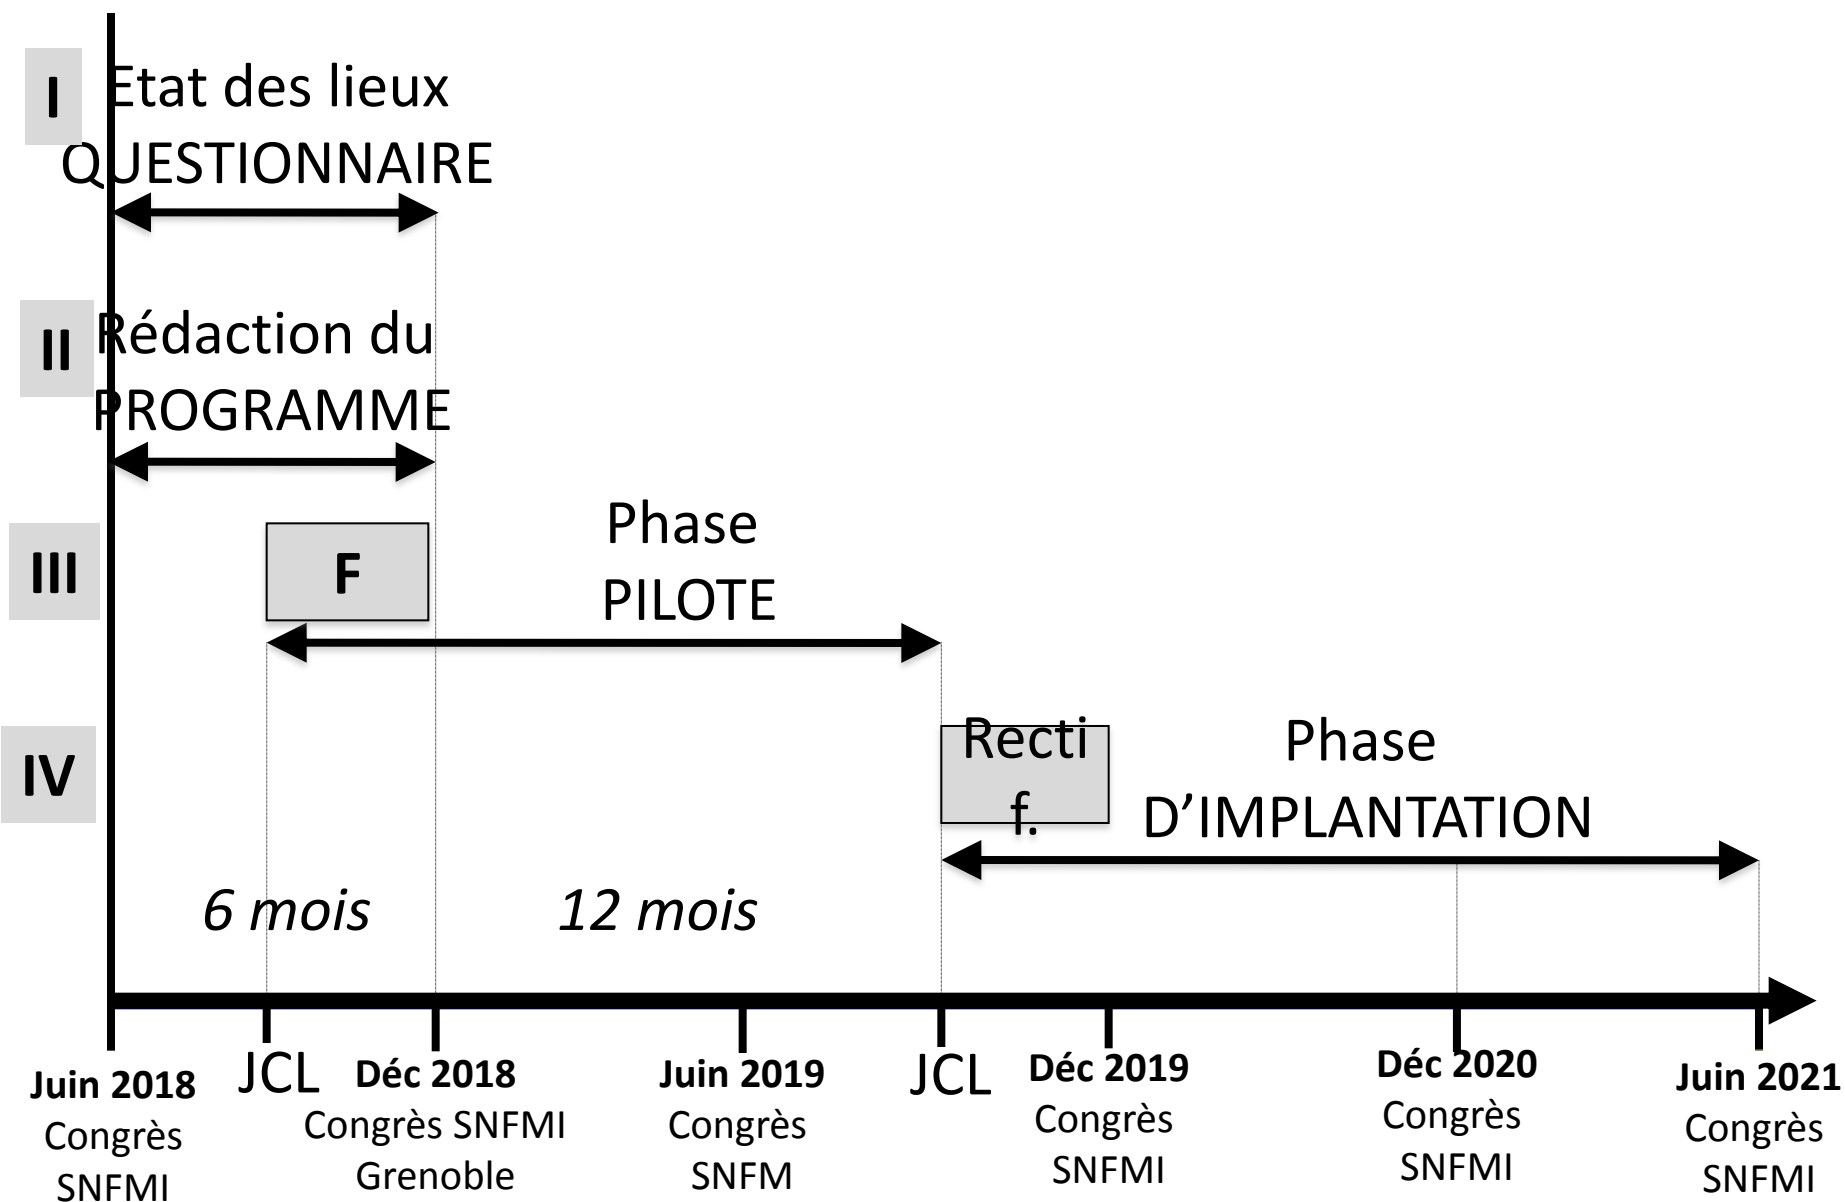 I
Etat des lieux
QUESTIONNAIRE
II
Rédaction du
PROGRAMME
III
F
Phase
PILOTE
IV
Recti
f.
Phase
D’IMPLANTATION
6 mois
12 mois
Juin 2018
Congrès
SNFMI
JCL
Déc 2018
Congrès SNFMI
Grenoble
Juin 2019
Congrès
SNFM
JCL
Déc 2019
Congrès
SNFMI
Déc 2020
Congrès
SNFMI
Juin 2021
Congrès
SNFMI